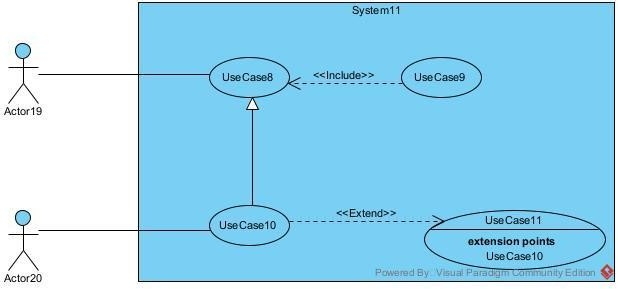 System11
UseCase8
<<Include>>
UseCase9
Actor19
UseCase10
<<Extend>>
UseCase11
extension points
UseCase10
Actor20
Powered By: Visual Paradigm Community Edition